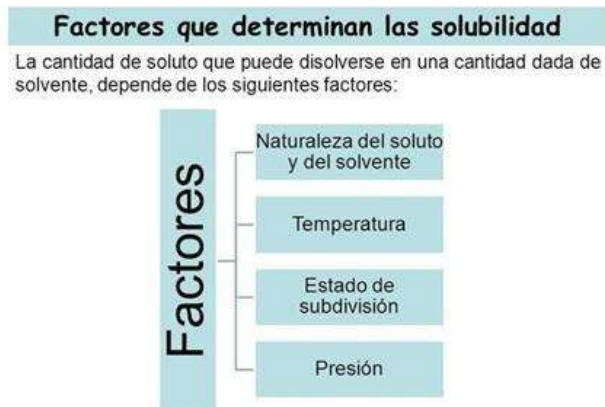 Factores que determinan las solubilidad
La cantidad de soluto que puede disolverse en una cantidad dada de
solvente, depende de los siguientes factores:
Factores
Naturaleza del soluto
y del solvente
Temperatura
Estado de
subdivisión
Presión